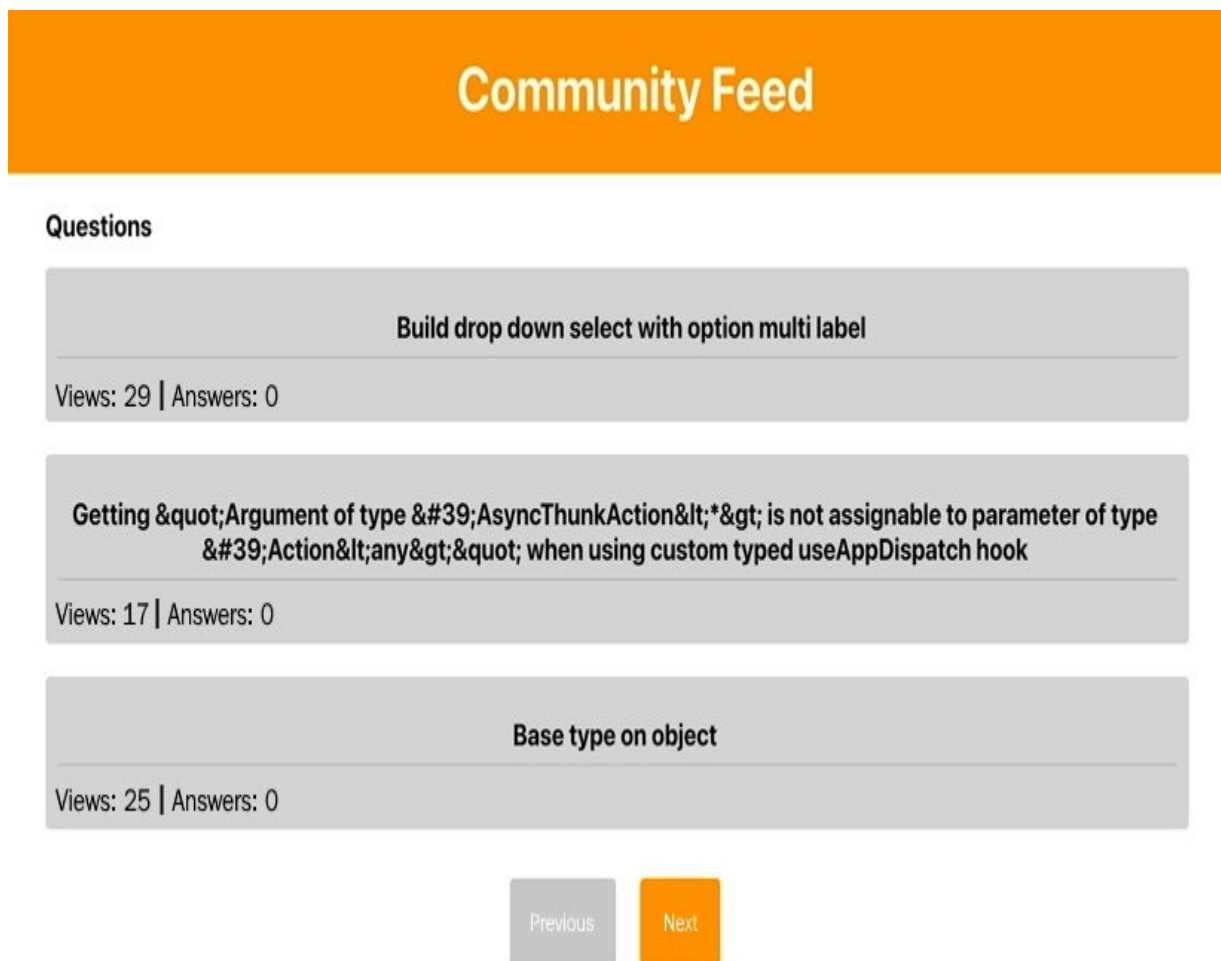 Community Feed
Questions
Build drop down select with option multi label
Views: 29 | Answers: 0
Getting &quot;Argument of type &#39;AsyncThunkAction&lt;*&gt; is not assignable to parameter of type
&#39;Action&lt;any&gt;&quot; when using custom typed useAppDispatch hook
Views: 17 | Answers: 0
Base type on object
Views: 25 | Answers: 0
Previous Next